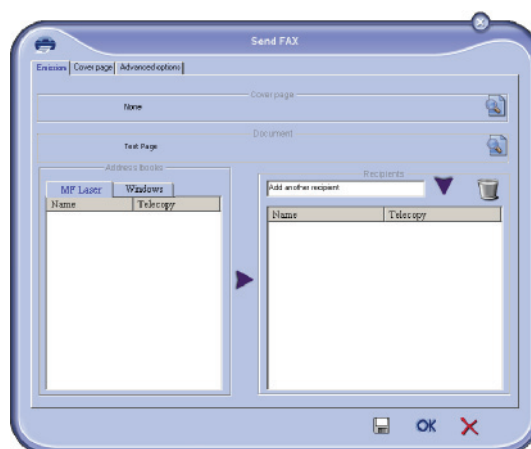 Send FAX
Emission Cover page Advanced options
Cover page
None
Document
Test Page
Address books
MF Laser Windows
Name Telecopy
Recipients
Add another recipient
Name Telecopy
OK